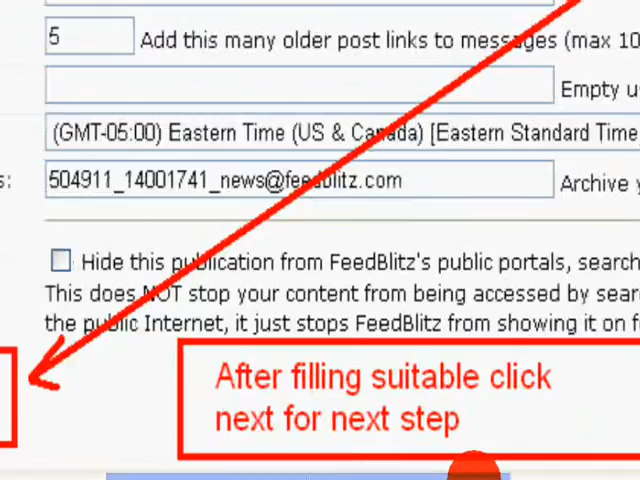 5 Add this many older post links to messages (max 10
Empty u
(GMT-05:00) Eastern Time (US & Canada) [Eastern Standard Time
s: 504911_14001741_news@feedblitz.com Archive y
Hide this publication from FeedBlitz's public portals, search
This does NOT stop your content from being accessed by sear
the public Internet, it just stops FeedBlitz from showing it on f
After filling suitable click
next for next step